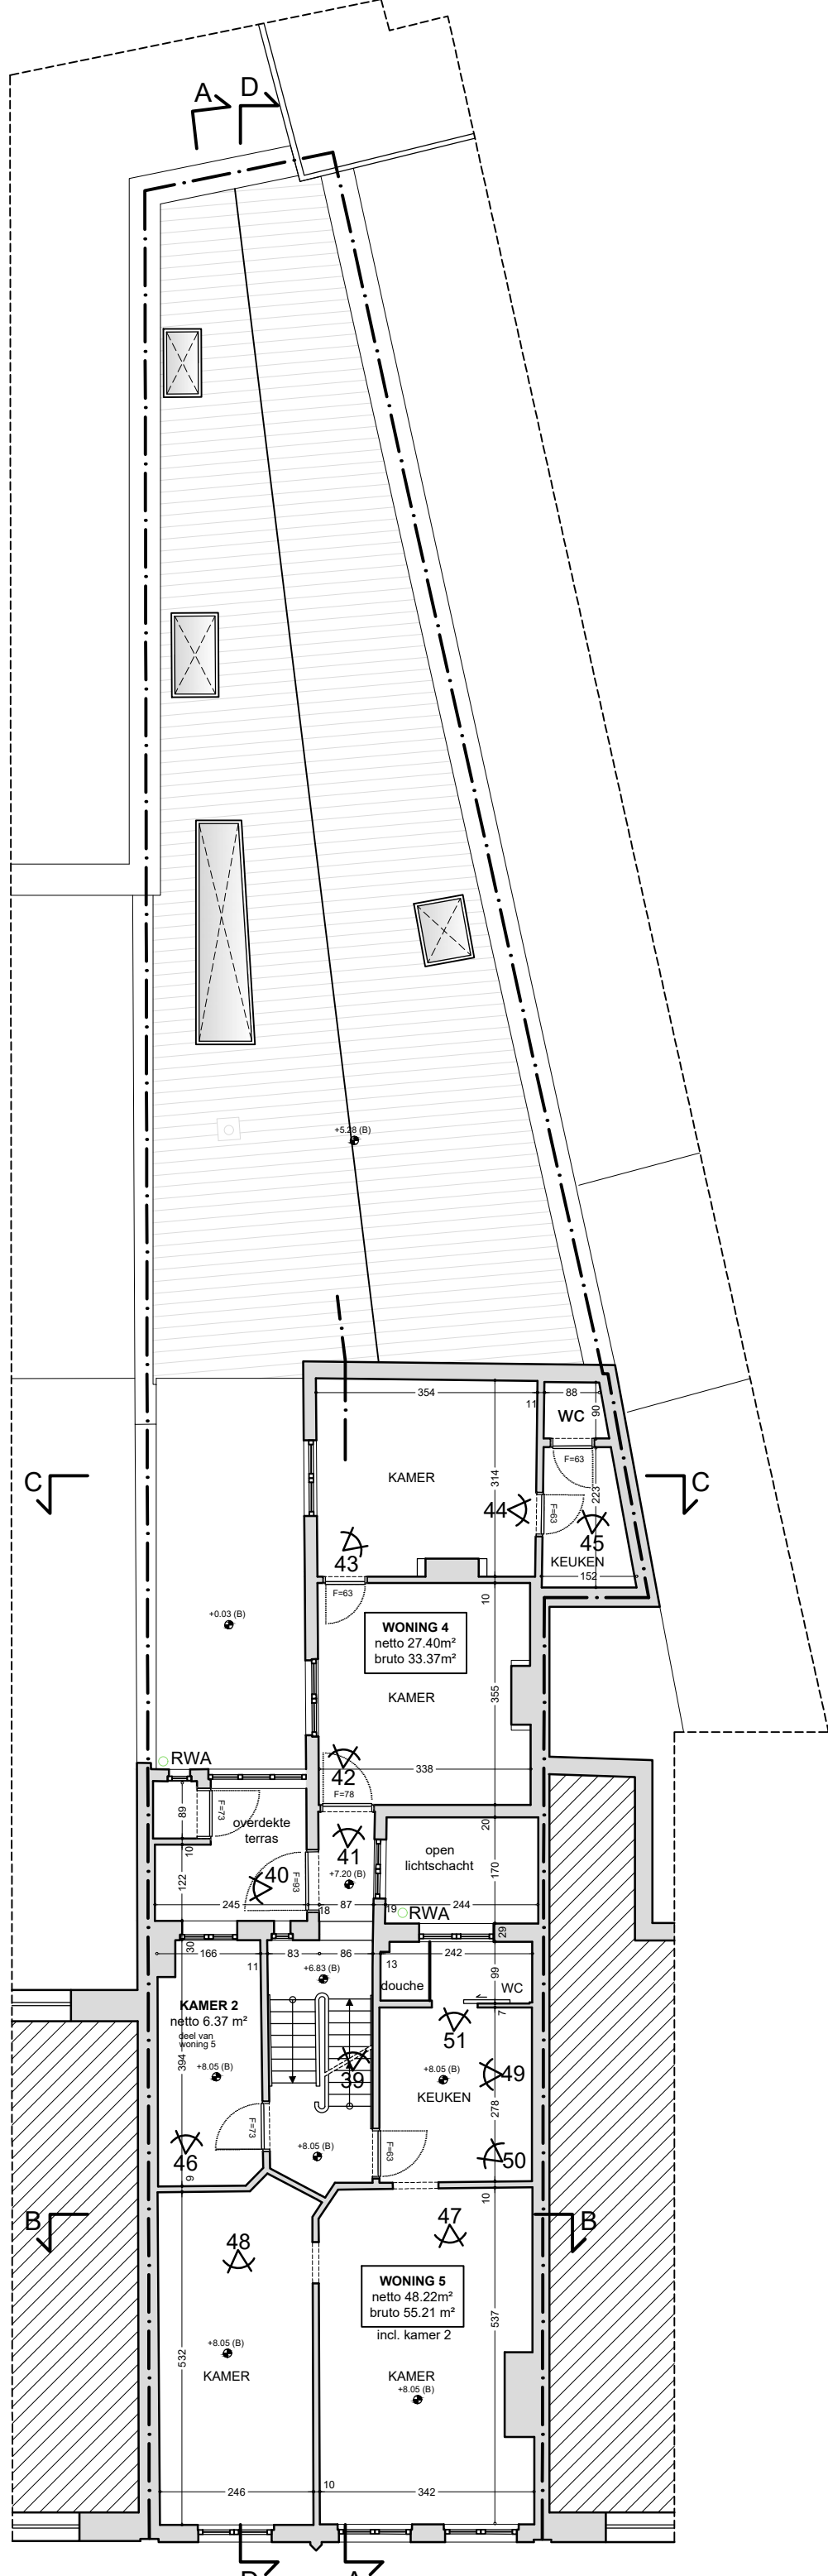 A
D
+5.28 (B)
354
11
88
WC
90
C
C
F=63
KAMER
314
223
44
F=63
45
43
KEUKEN
152
F=63
10
+0.03 (B)
WONING 4
netto 27.40m²
bruto 33.37m²
KAMER
355
RWA
42
338
F=78
89
F=73
overdekte
terras
20
41
open
lichtschacht
10
40
+7.20 (B)
170
122
F=93
245
18
87
19
RWA
244
29
30
166
11
83
86
13
242
+6.83 (B)
99
douche
WC
KAMER 2
netto 6.37 m²
deel van
woning 5
7
51
394
+8.05 (B)
39
+8.05 (B)
49
KEUKEN
278
F=73
46
+8.05 (B)
F=63
50
9
10
B
48
47
B
WONING 5
netto 48.22m²
bruto 55.21 m²
incl. kamer 2
537
+8.05 (B)
532
KAMER
KAMER
+8.05 (B)
246
10
342
D
A